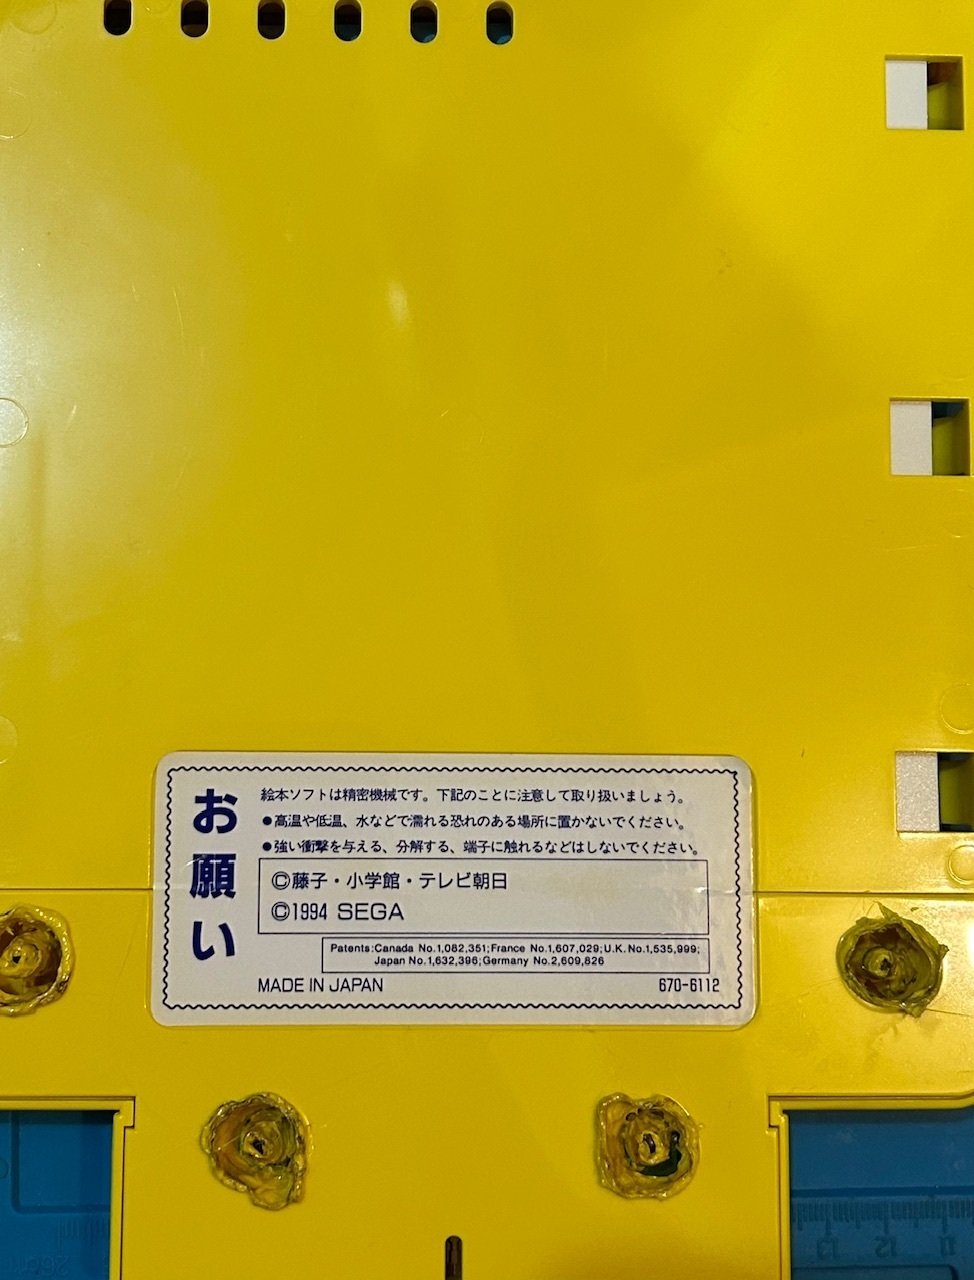 お願い
絵本ソフトは精密機械です。下記のことに注意して取り扱いましょう。
●高温や低温、水などで濡れる恐れのある場所に置かないでください。
●強い衝撃を与える、分解する、端子に触れるなどはしないでください。
©藤子・小学館・テレビ朝日
©1994 SEGA
Patents:Canada No.1,082,351;France No.1,607,029;U.K.No.1,535,999;
Japan No.1,632,396;Germany No.2,609,826
MADE IN JAPAN 670-6112
13 12 11